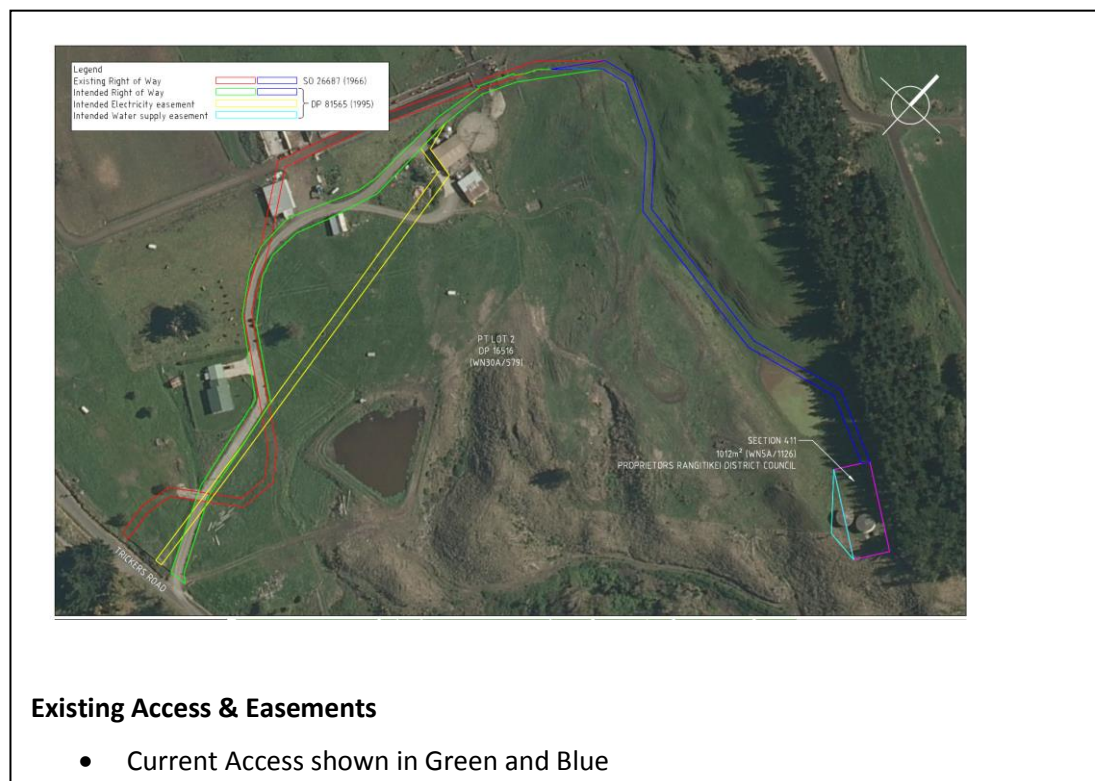 Legend
Existing Right of Way SO 26687 (1966)
Intended Right of Way
Intended Electricity easement DP 81565 (1995)
Intended Water supply easement
PT LOT 2
DP 16516
(WN30A/579)
SECTION 411
1012m² (WN5A/1126)
PROPRIETORS RANGITIKEI DISTRICT COUNCIL
TRICKERS ROAD
Existing Access & Easements
• Current Access shown in Green and Blue